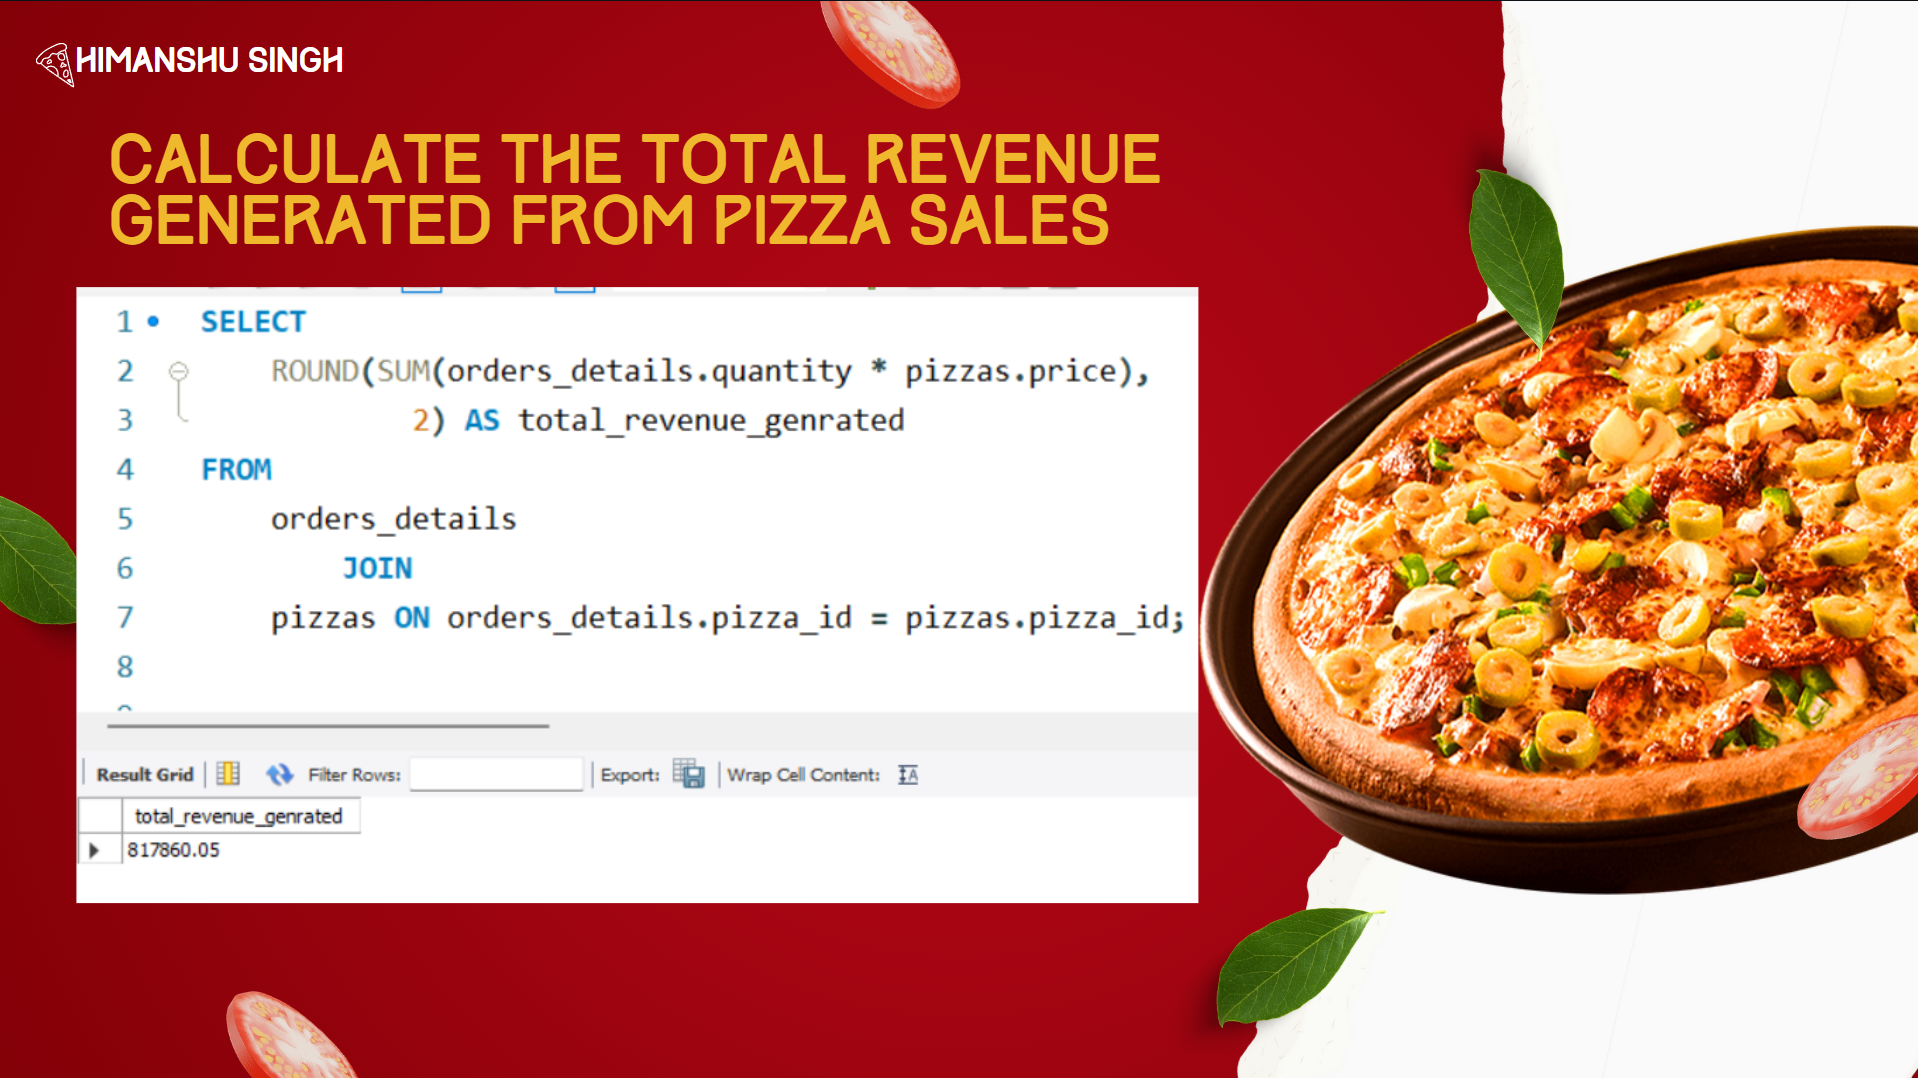 HIMANSHU SINGH
CALCULATE THE TOTAL REVENUE
GENERATED FROM PIZZA SALES
1 SELECT
2 ROUND(SUM(orders_details.quantity * pizzas.price),
3 2) AS total_revenue_genrated
4 FROM
5 orders_details
6 JOIN
7 pizzas ON orders_details.pizza_id = pizzas.pizza_id;
8
Result Grid Filter Rows: Export: Wrap Cell Content:
total_revenue_genrated
817860.05